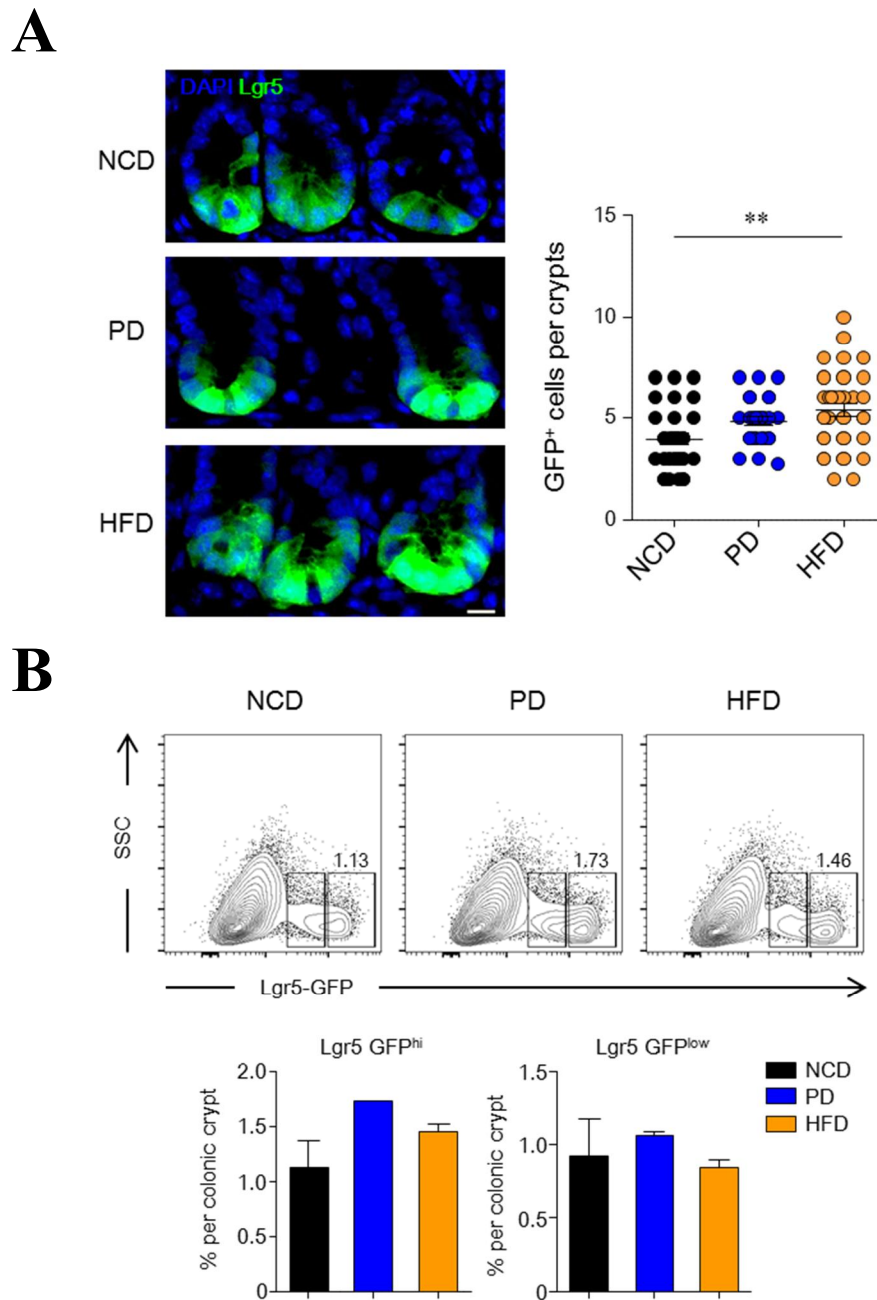 A
DAPI Lgr5
NCD
PD
HFD
GFP⁺ cells per crypts
15
10
5
0
**
NCD
PD
HFD
B
NCD
PD
HFD
SSC
1.13
1.73
1.46
Lgr5-GFP
Lgr5 GFPʰⁱ
% per colonic crypt
2.0
1.5
1.0
0.5
0
Lgr5 GFPˡᵒʷ
% per colonic crypt
1.5
1.0
0.5
0
NCD
PD
HFD